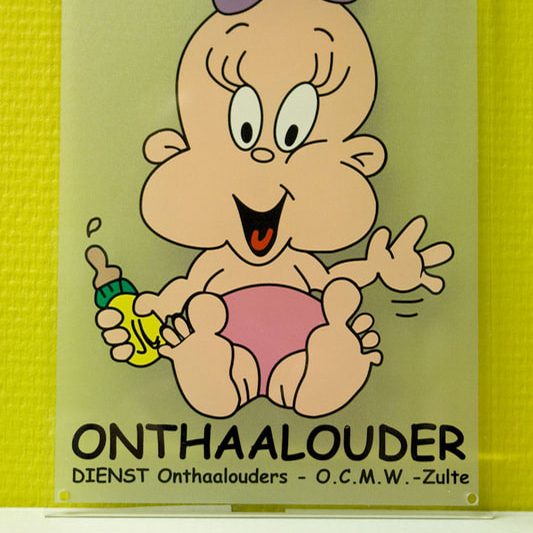 ONTHAALOUDER
DIENST Onthaalouders - O.C.M.W.-Zulte